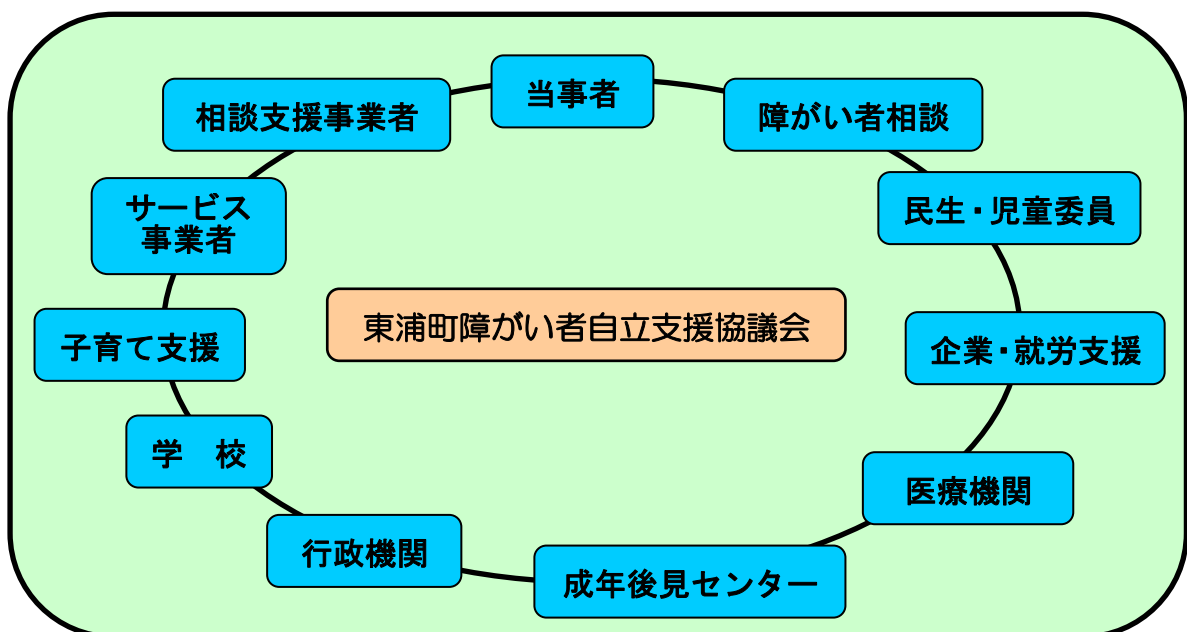 当事者
相談支援事業者
障がい者相談
サービス
事業者
民生・児童委員
子育て支援
東浦町障がい者自立支援協議会
企業・就労支援
学　校
医療機関
行政機関
成年後見センター